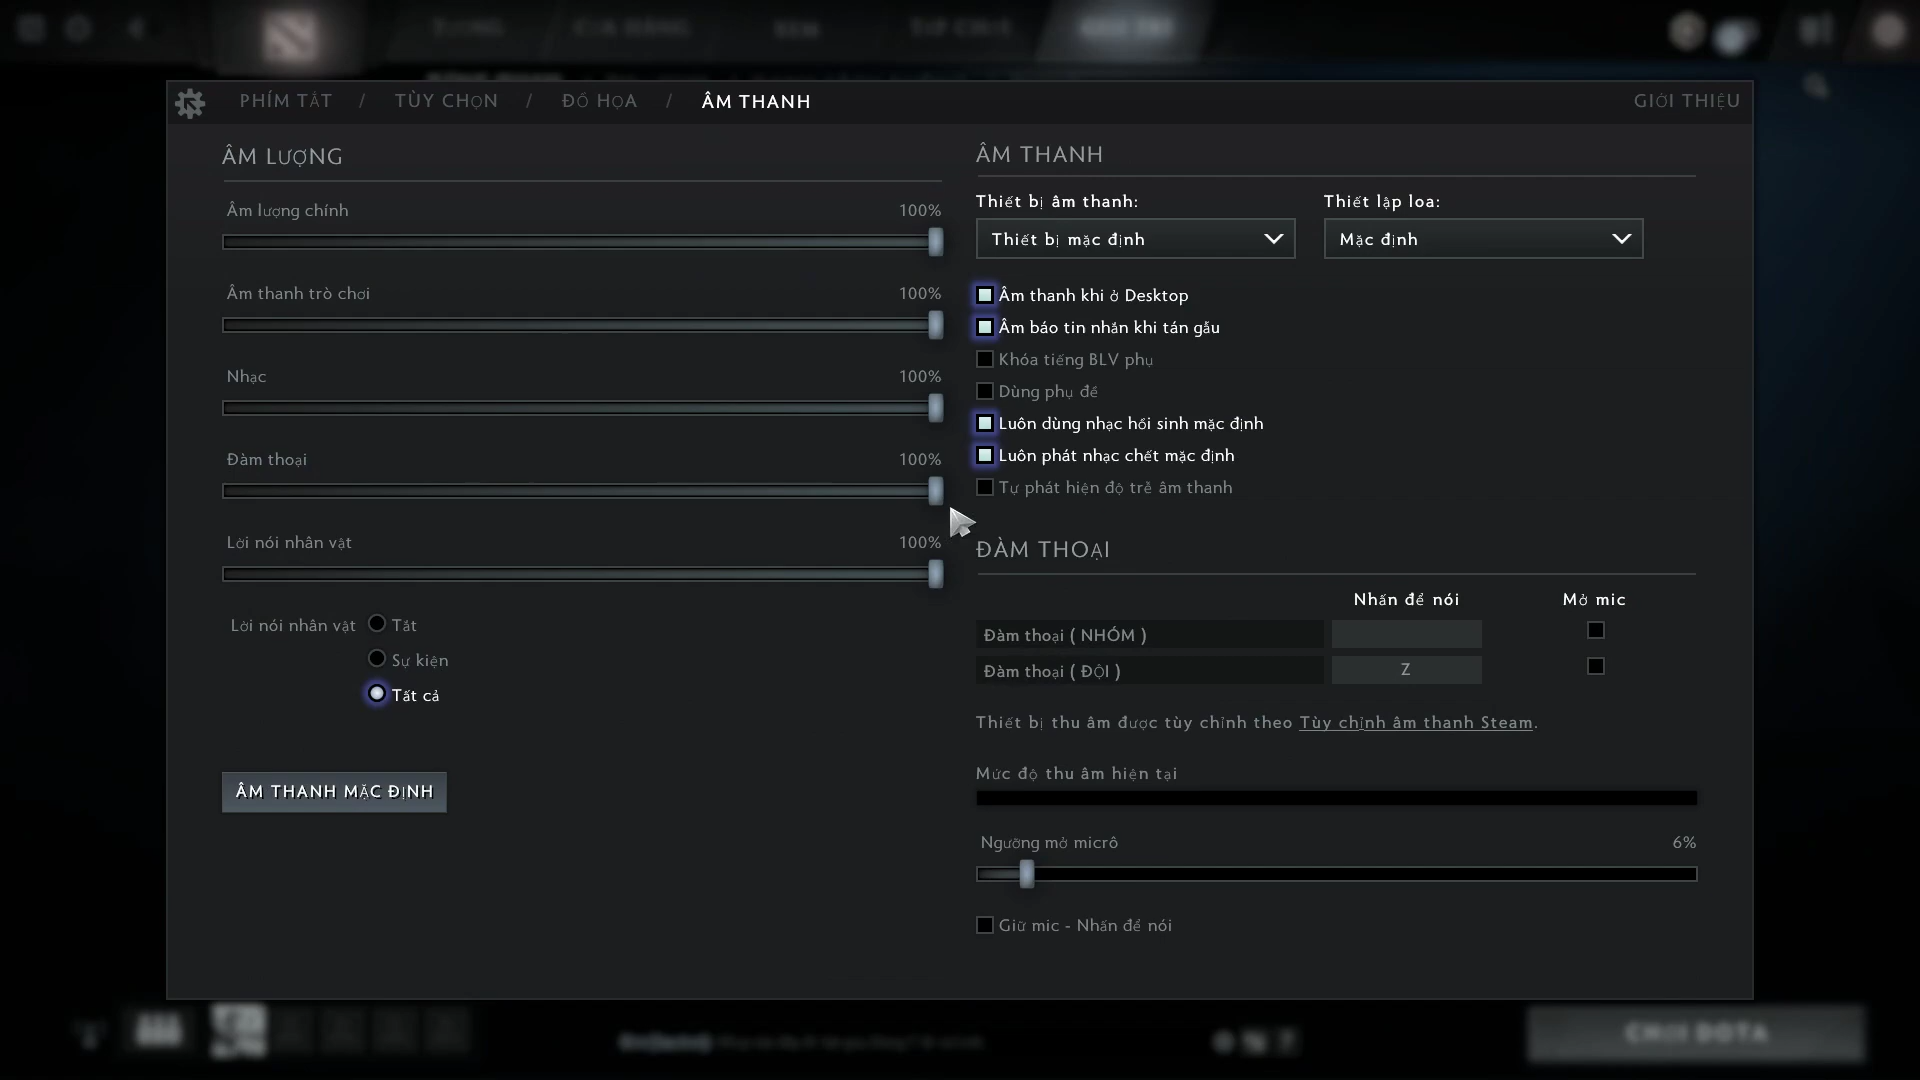 PHÍM TẮT / TÙY CHỌN / ĐỒ HỌA / ÂM THANH
GIỚI THIỆU
ÂM LƯỢNG
Âm lượng chính 100%
Âm thanh trò chơi 100%
Nhạc 100%
Đàm thoại 100%
Lời nói nhân vật 100%
Lời nói nhân vật
Tắt
Sự kiện
Tất cả
ÂM THANH MẶC ĐỊNH
ÂM THANH
Thiết bị âm thanh: Thiết lập loa:
Thiết bị mặc định Mặc định
Âm thanh khi ở Desktop
Âm báo tin nhắn khi tán gẫu
Khóa tiếng BLV phụ
Dùng phụ đề
Luôn dùng nhạc hồi sinh mặc định
Luôn phát nhạc chết mặc định
Tự phát hiện độ trễ âm thanh
ĐÀM THOẠI
Nhấn để nói Mở mic
Đàm thoại ( NHÓM )
Đàm thoại ( ĐỘI ) Z
Thiết bị thu âm được tùy chỉnh theo Tùy chỉnh âm thanh Steam.
Mức độ thu âm hiện tại
Ngưỡng mở micrô 6%
Giữ mic - Nhấn để nói
CHƠI DOTA